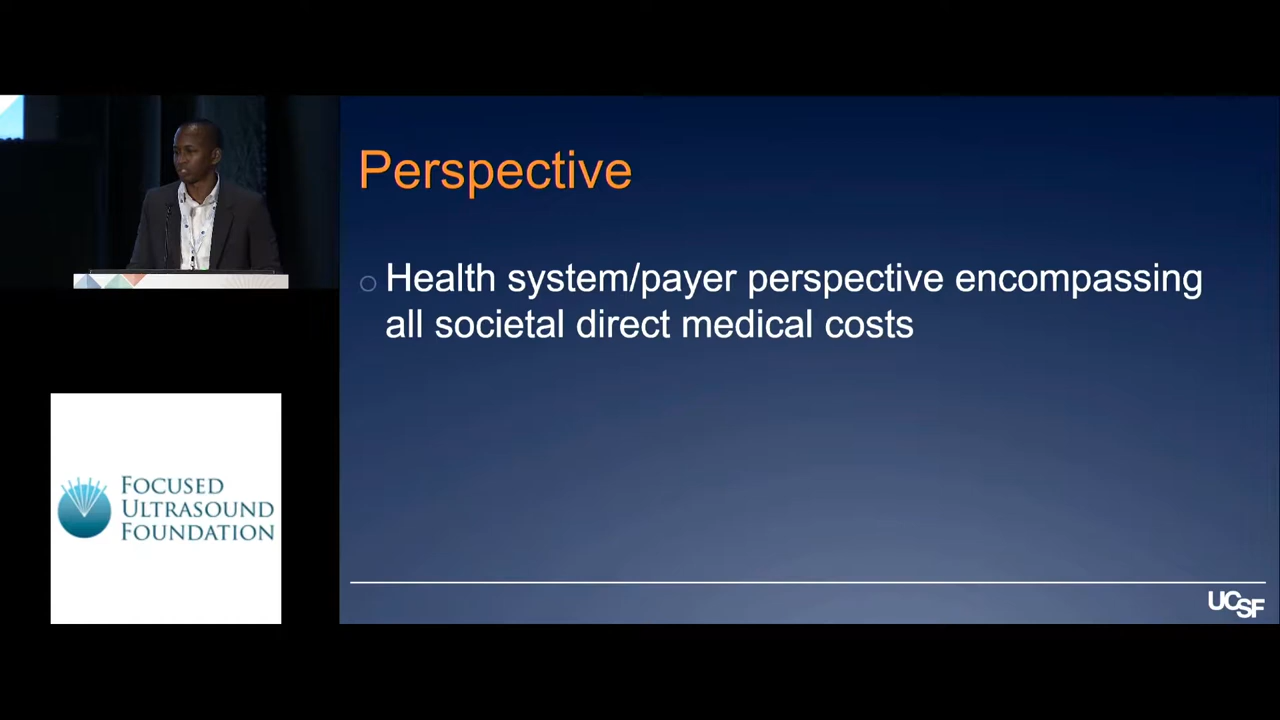 Perspective
Health system/payer perspective encompassing
all societal direct medical costs
FOCUSED
ULTRASOUND
FOUNDATION
UCSF